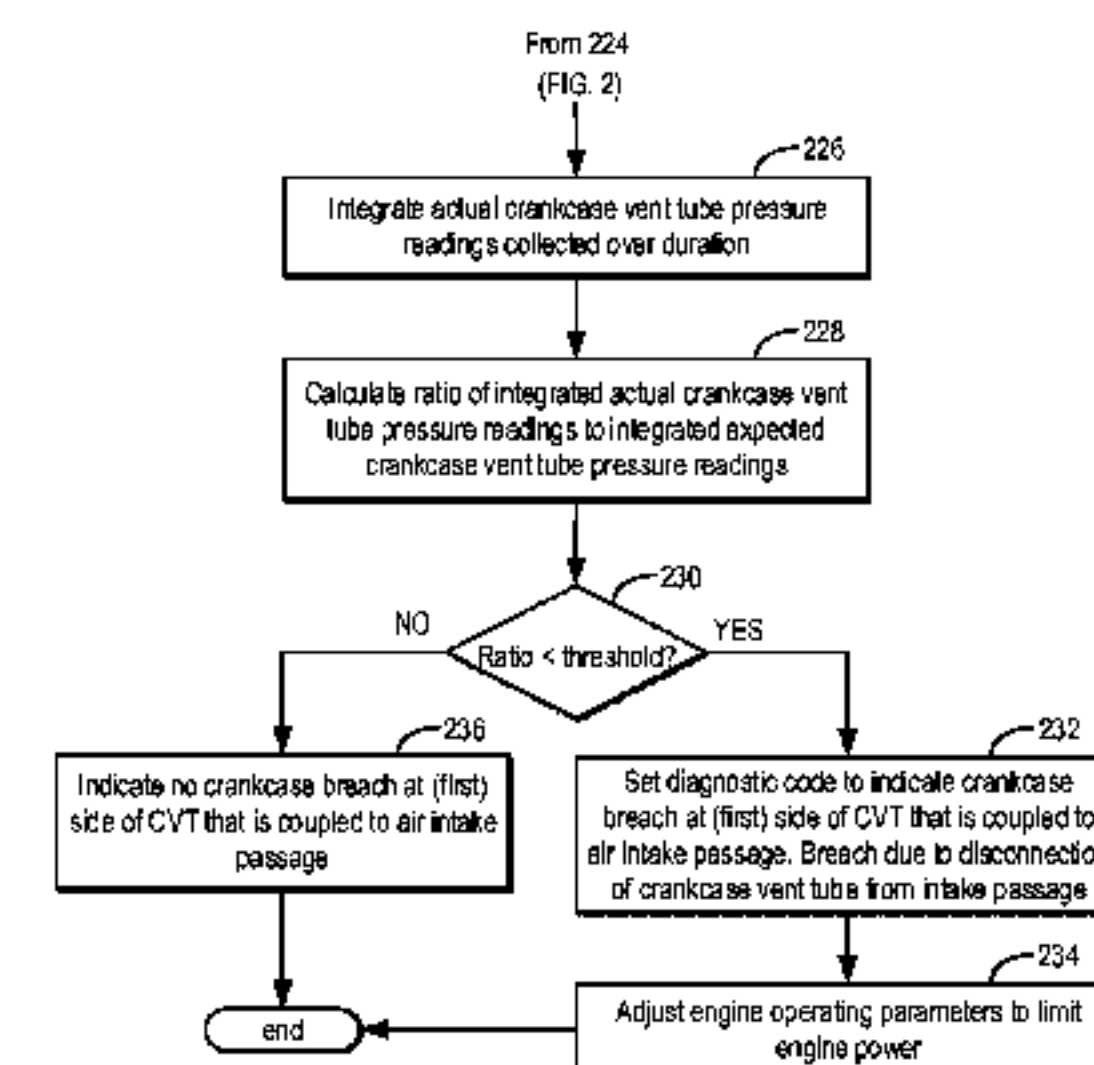 From 224
(FIG. 2)
226
Integrate actual crankcase vent tube pressure
readings collected over duration
228
Calculate ratio of integrated actual crankcase vent
tube pressure readings to integrated expected
crankcase vent tube pressure readings
230
NO
YES
Ratio < threshold?
236
232
Indicate no crankcase breach at (first)
side of CVT that is coupled to air intake
passage
Set diagnostic code to indicate crankcase
breach at (first) side of CVT that is coupled to
air intake passage. Breach due to disconnectio
of crankcase vent tube from intake passage
234
Adjust engine operating parameters to limit
engine power
end